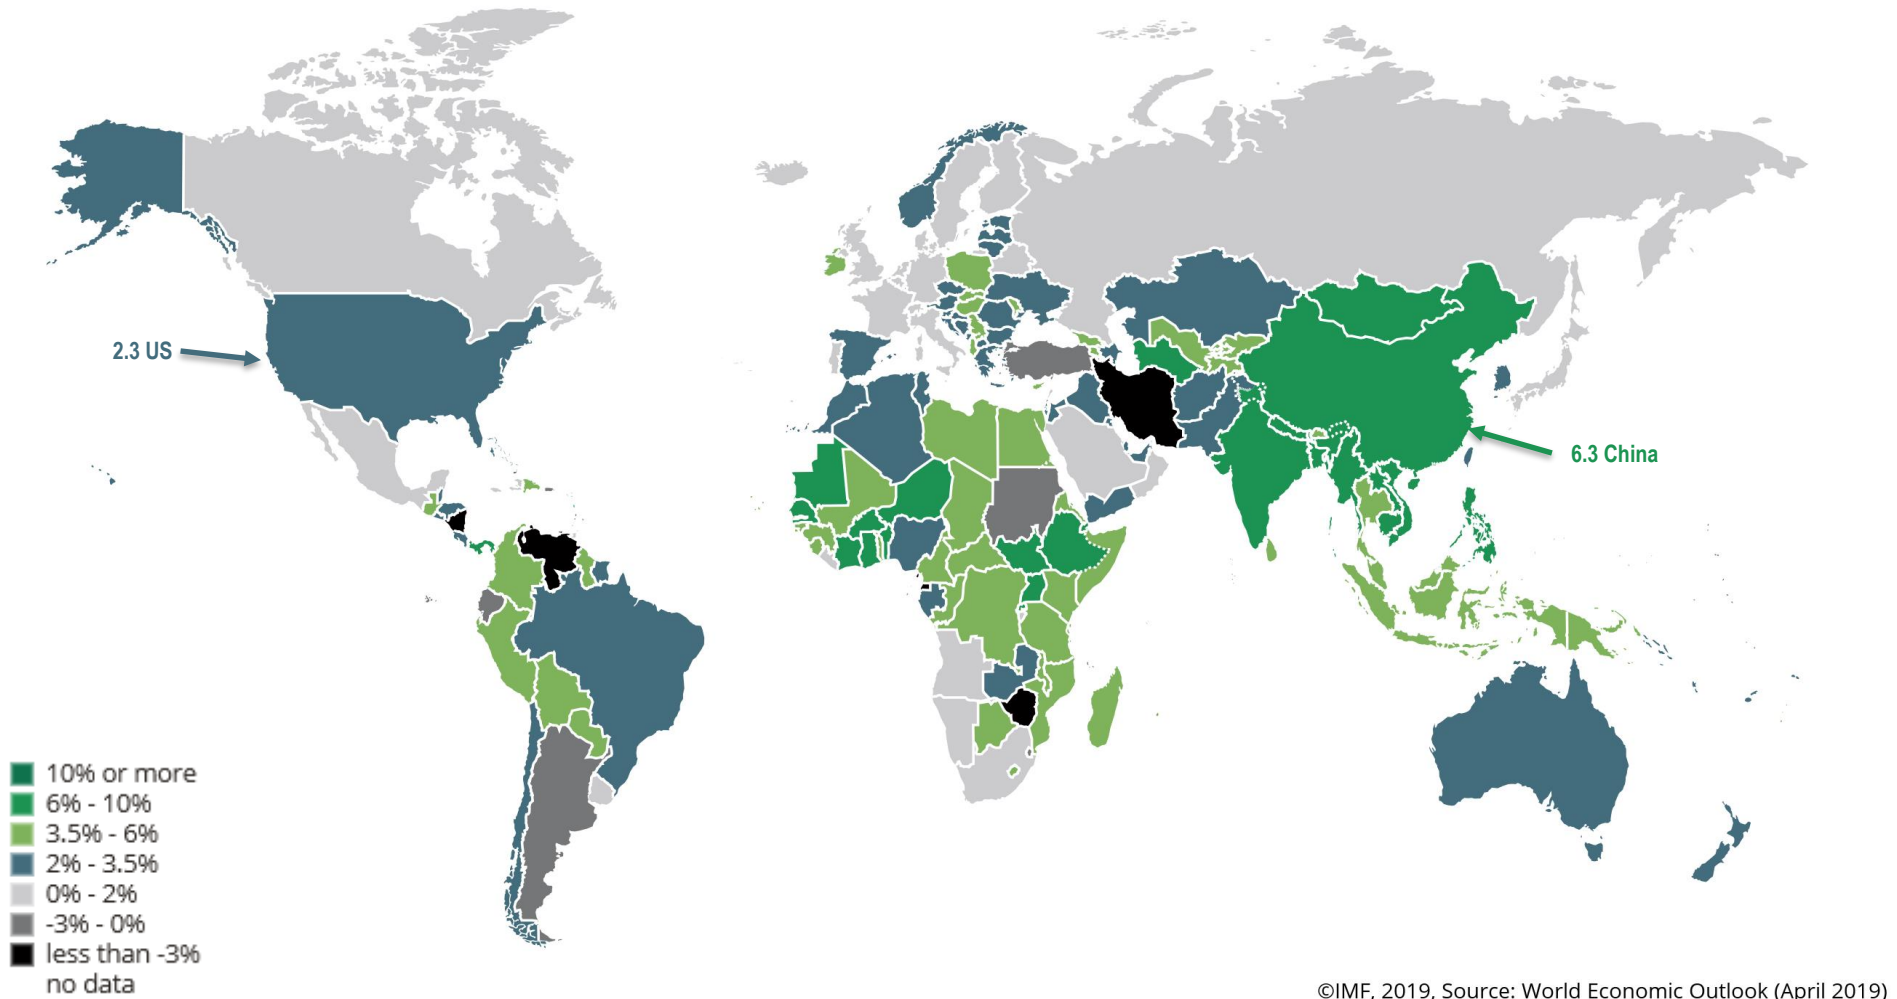 2.3 US
6.3 China
10% or more
6% - 10%
3.5% - 6%
2% - 3.5%
0% - 2%
-3% - 0%
less than -3%
no data
©IMF, 2019, Source: World Economic Outlook (April 2019)